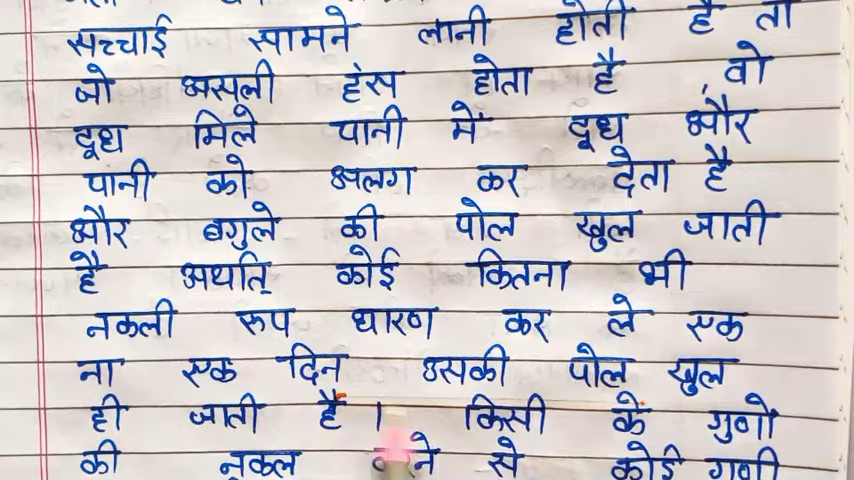 सच्चाई सामने लानी होती है तो
जो असली हंस होता है , वो
दूध मिले पानी में दूध और
पानी को अलग कर देता है
और बगुले की पोल खुल जाती
है अर्थात् कोई कितना भी
नकली रूप धारण कर ले एक
ना एक दिन उसकी पोल खुल
ही जाती है । किसी के गुणो
की नकल से कोई गुणी